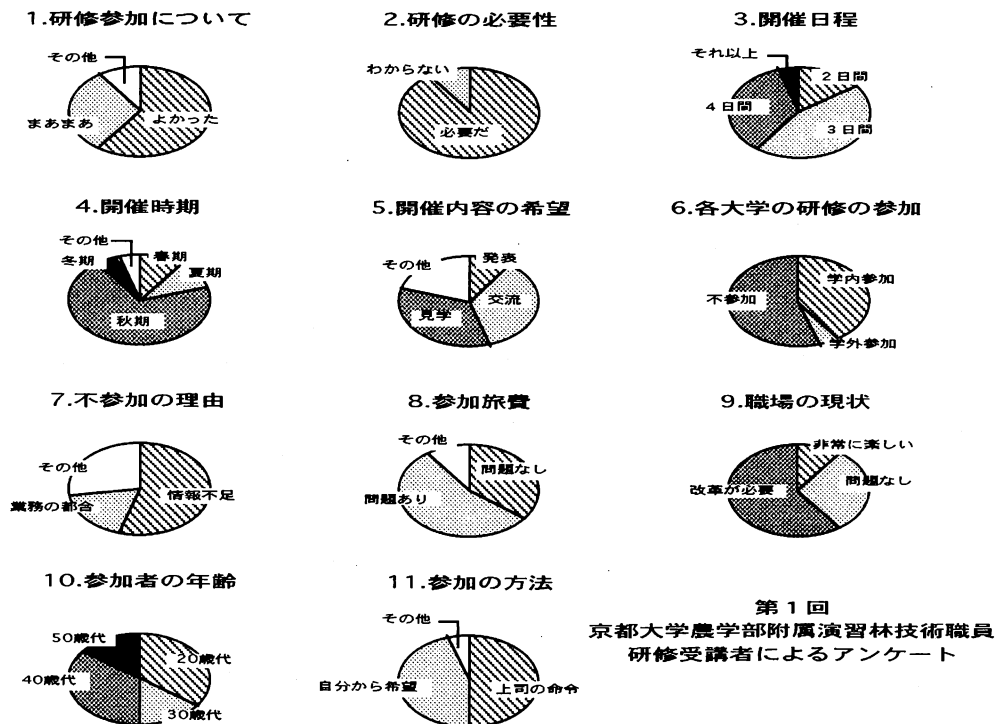 1.研修参加について
その他
まあまあ
よかった
2.研修の必要性
わからない
必要だ
3.開催日程
それ以上
2日間
4日間
3日間
4.開催時期
その他
春期
冬期
夏期
秋期
5.開催内容の希望
その他
発表
交流
見学
6.各大学の研修の参加
学内参加
不参加
学外参加
7.不参加の理由
その他
業務の都合
情報不足
8.参加旅費
その他
問題なし
問題あり
9.職場の現状
非常に楽しい
問題なし
改革が必要
10.参加者の年齢
50歳代
20歳代
40歳代
30歳代
11.参加の方法
その他
自分から希望
上司の命令
第1回
京都大学農学部附属演習林技術職員
研修受講者によるアンケート